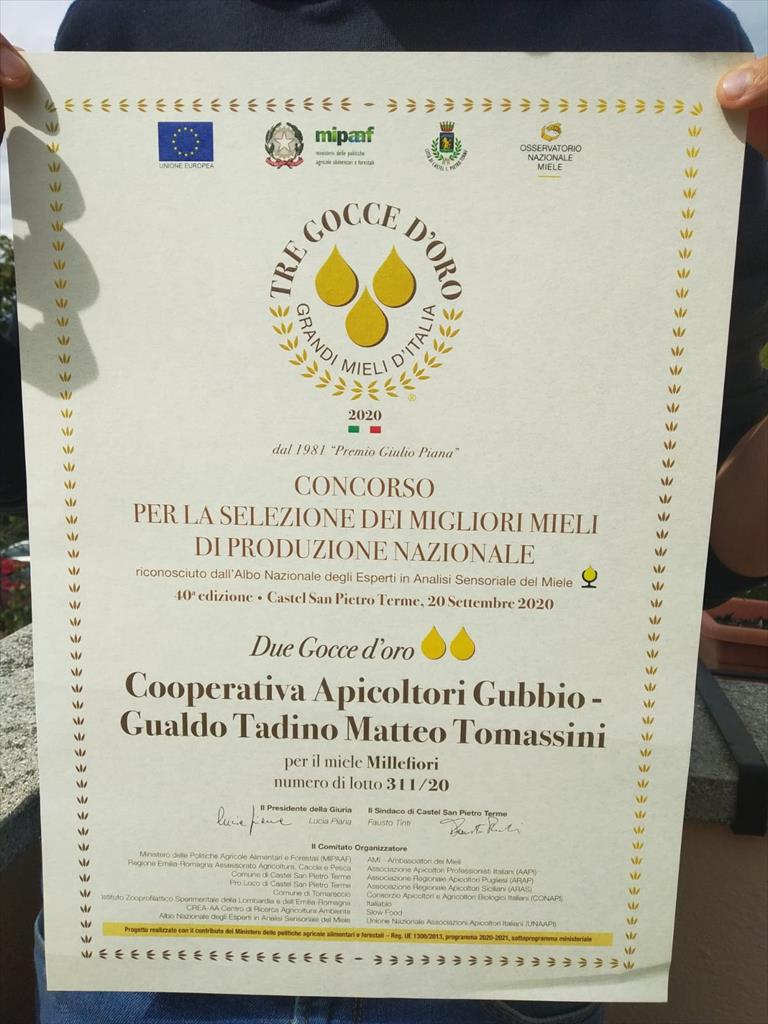 UNIONE EUROPEA
mipaaf
ministero delle politiche
agricole alimentari e forestali
CITTÀ DI CASTEL S. PIETRO TERME
OSSERVATORIO
NAZIONALE
MIELE
TRE GOCCE D'ORO
GRANDI MIELI D'ITALIA
®
2020
dal 1981 "Premio Giulio Piana"
CONCORSO
PER LA SELEZIONE DEI MIGLIORI MIELI
DI PRODUZIONE NAZIONALE
riconosciuto dall'Albo Nazionale degli Esperti in Analisi Sensoriale del Miele
40ª edizione • Castel San Pietro Terme, 20 Settembre 2020
Due Gocce d'oro
Cooperativa Apicoltori Gubbio -
Gualdo Tadino Matteo Tomassini
per il miele Millefiori
numero di lotto 311/20
Il Presidente della Giuria
Lucia Piana
Il Sindaco di Castel San Pietro Terme
Fausto Tinti
Il Comitato Organizzatore
Ministero delle Politiche Agricole Alimentari e Forestali (MIPAAF)
Regione Emilia-Romagna Assessorato Agricoltura, Caccia e Pesca
Comune di Castel San Pietro Terme
Pro Loco di Castel San Pietro Terme
Comune di Tornareccio
Istituto Zooprofilattico Sperimentale della Lombardia e dell'Emilia-Romagna
CREA-AA Centro di Ricerca Agricoltura Ambiente
Albo Nazionale degli Esperti in Analisi Sensoriale del Miele
AMI - Ambasciatori dei Mieli
Associazione Apicoltori Professionisti Italiani (AAPI)
Associazione Regionale Apicoltori Pugliesi (ARAP)
Associazione Regionale Apicoltori Siciliani (ARAS)
Consorzio Apicoltori e Agricoltori Biologici Italiani (CONAPI)
Italiabio
Slow Food
Unione Nazionale Associazioni Apicoltori Italiani (UNAAPI)
Progetto realizzato con il contributo del Ministero delle politiche agricole alimentari e forestali – Reg. UE 1308/2013, programma 2020-2021, sottoprogramma ministeriale